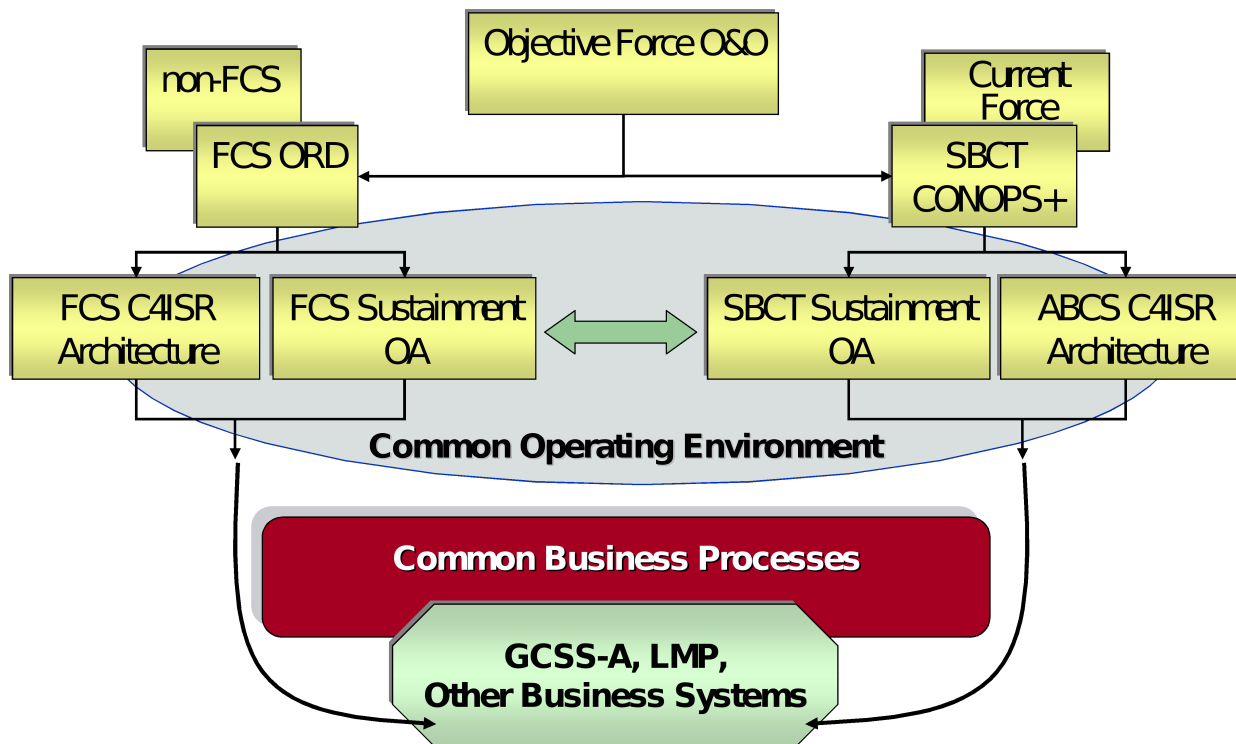 Objective Force O&O
non-FCS
Current
Force
FCS ORD
SBCT
CONOPS+
FCS C4ISR
Architecture
FCS Sustainment
OA
SBCT Sustainment
OA
ABCS C4ISR
Architecture
Common Operating Environment
Common Business Processes
GCSS-A, LMP,
Other Business Systems